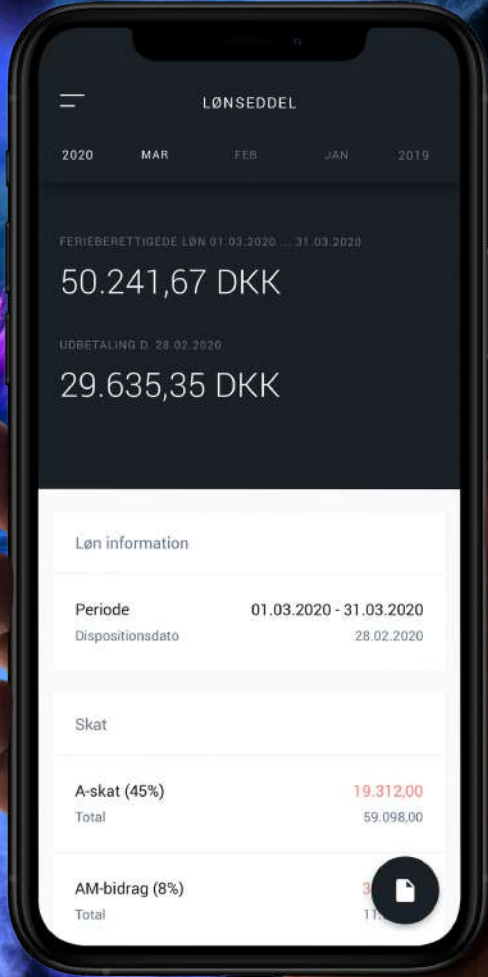 LØNSEDDEL
2020 MAR FEB JAN 2019
FERIEBERETTIGEDE LØN 01.03.2020 ... 31.03.2020
50.241,67 DKK
UDBETALING D. 28.02.2020
29.635,35 DKK
Løn information
Periode 01.03.2020 - 31.03.2020
Dispositionsdato 28.02.2020
Skat
A-skat (45%) 19.312,00
Total 59.098,00
AM-bidrag (8%)
Total